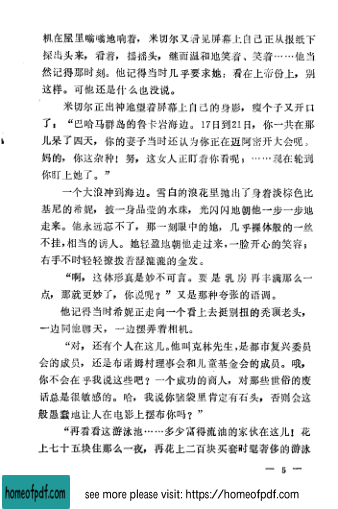 机在屋里嗡嗡地响着，米切尔又看见屏幕上自己正从报纸下
探出头来，看着，摇摇头，继而温和地笑着、笑着……他当
然记得那时刻。他记得当时几乎要求她：看在上帝份上，别
这样。可他还是什么也没说。
米切尔正出神地望着屏幕上自己的身影，瘦个子又开口
了：“巴哈马群岛的鲁卡岩海边。17日到21日，你一共在那
儿呆了四天，你的妻子当时还认为你正在迈阿密开大会呢。
妈的，你这杂种！努，这女人正盯着你看呢；……现在轮到
你盯上她了。”
一个大浪冲到海边。雪白的浪花里抛出了身着淡棕色比
基尼的希妮，披一身晶莹的水珠，光闪闪地朝他一步一步地
走来。他永远忘不了，那一刻眼中的她，几乎裸体般的一丝
不挂，相当的诱人。她轻盈地朝他走过来，一脸开心的笑容；
右手不时轻轻撩拨着湿漉漉的金发。
“啊，这体形真是妙不可言。要是乳房再丰满那么一
点，那就更妙了，你说呢？”又是那种夸张的语调。
他记得当时希妮正走向一个看上去挺别扭的秃顶老头，
一边同他聊天，一边摆弄着相机。
“对，还有个人在这儿。他叫克林先生，是都市复兴委员
会的成员，还是布诺姆村理事会和儿童基金会的成员。哦，
你不会在乎我说这些吧？一个成功的商人，对那些世俗的废
话总是很敏感的。哈，我说你脑袋里肯定有石头，否则会这
般愚蠢地让人在电影上摆布你吗？”
“再看看这游泳池……多少富得流油的家伙在这儿！花
上七十五块住那么一夜，再花上二百块买套时髦奢侈的游泳
— 5 —
homeofpdf.com
see more please visit: https://homeofpdf.com